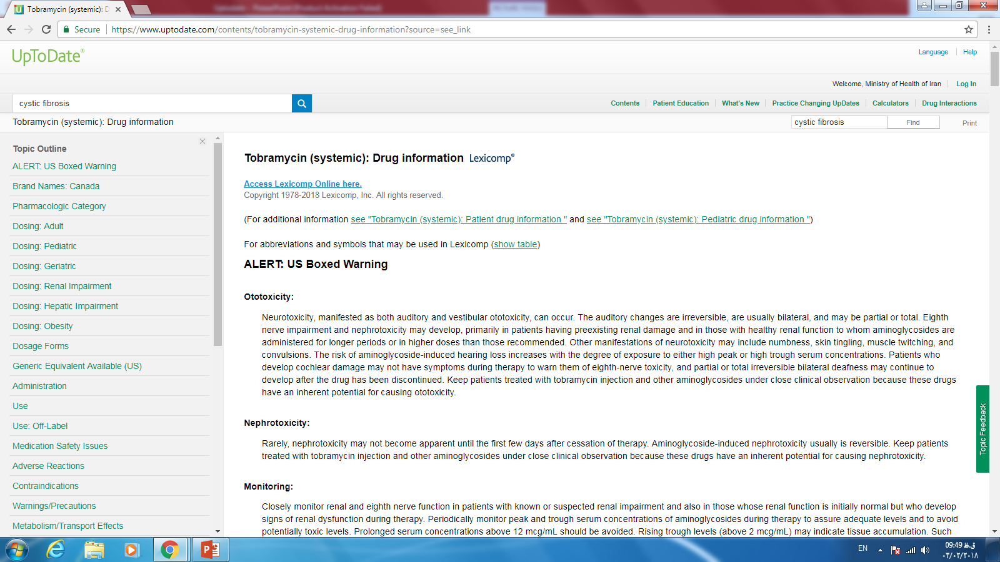 Tobramycin (systemic): D
Secure https://www.uptodate.com/contents/tobramycin-systemic-drug-information?source=see_link
UpToDate®
Language Help
Welcome, Ministry of Health of Iran Log In
cystic fibrosis
Contents Patient Education What's New Practice Changing UpDates Calculators Drug Interactions
Tobramycin (systemic): Drug information
cystic fibrosis Find Print
Topic Outline
ALERT: US Boxed Warning
Brand Names: Canada
Pharmacologic Category
Dosing: Adult
Dosing: Pediatric
Dosing: Geriatric
Dosing: Renal Impairment
Dosing: Hepatic Impairment
Dosing: Obesity
Dosage Forms
Generic Equivalent Available (US)
Administration
Use
Use: Off-Label
Medication Safety Issues
Adverse Reactions
Contraindications
Warnings/Precautions
Metabolism/Transport Effects
Tobramycin (systemic): Drug information Lexicomp®
Access Lexicomp Online here.
Copyright 1978-2018 Lexicomp, Inc. All rights reserved.
(For additional information see "Tobramycin (systemic): Patient drug information " and see "Tobramycin (systemic): Pediatric drug information ")
For abbreviations and symbols that may be used in Lexicomp (show table)
ALERT: US Boxed Warning
Ototoxicity:
Neurotoxicity, manifested as both auditory and vestibular ototoxicity, can occur. The auditory changes are irreversible, are usually bilateral, and may be partial or total. Eighth
nerve impairment and nephrotoxicity may develop, primarily in patients having preexisting renal damage and in those with healthy renal function to whom aminoglycosides are
administered for longer periods or in higher doses than those recommended. Other manifestations of neurotoxicity may include numbness, skin tingling, muscle twitching, and
convulsions. The risk of aminoglycoside-induced hearing loss increases with the degree of exposure to either high peak or high trough serum concentrations. Patients who
develop cochlear damage may not have symptoms during therapy to warn them of eighth-nerve toxicity, and partial or total irreversible bilateral deafness may continue to
develop after the drug has been discontinued. Keep patients treated with tobramycin injection and other aminoglycosides under close clinical observation because these drugs
have an inherent potential for causing ototoxicity.
Nephrotoxicity:
Rarely, nephrotoxicity may not become apparent until the first few days after cessation of therapy. Aminoglycoside-induced nephrotoxicity usually is reversible. Keep patients
treated with tobramycin injection and other aminoglycosides under close clinical observation because these drugs have an inherent potential for causing nephrotoxicity.
Monitoring:
Closely monitor renal and eighth nerve function in patients with known or suspected renal impairment and also in those whose renal function is initially normal but who develop
signs of renal dysfunction during therapy. Periodically monitor peak and trough serum concentrations of aminoglycosides during therapy to assure adequate levels and to avoid
potentially toxic levels. Prolonged serum concentrations above 12 mcg/mL should be avoided. Rising trough levels (above 2 mcg/mL) may indicate tissue accumulation. Such
Topic Feedback
EN
09:49 ق.ظ
۰۳/۰۲/۲۰۱۸